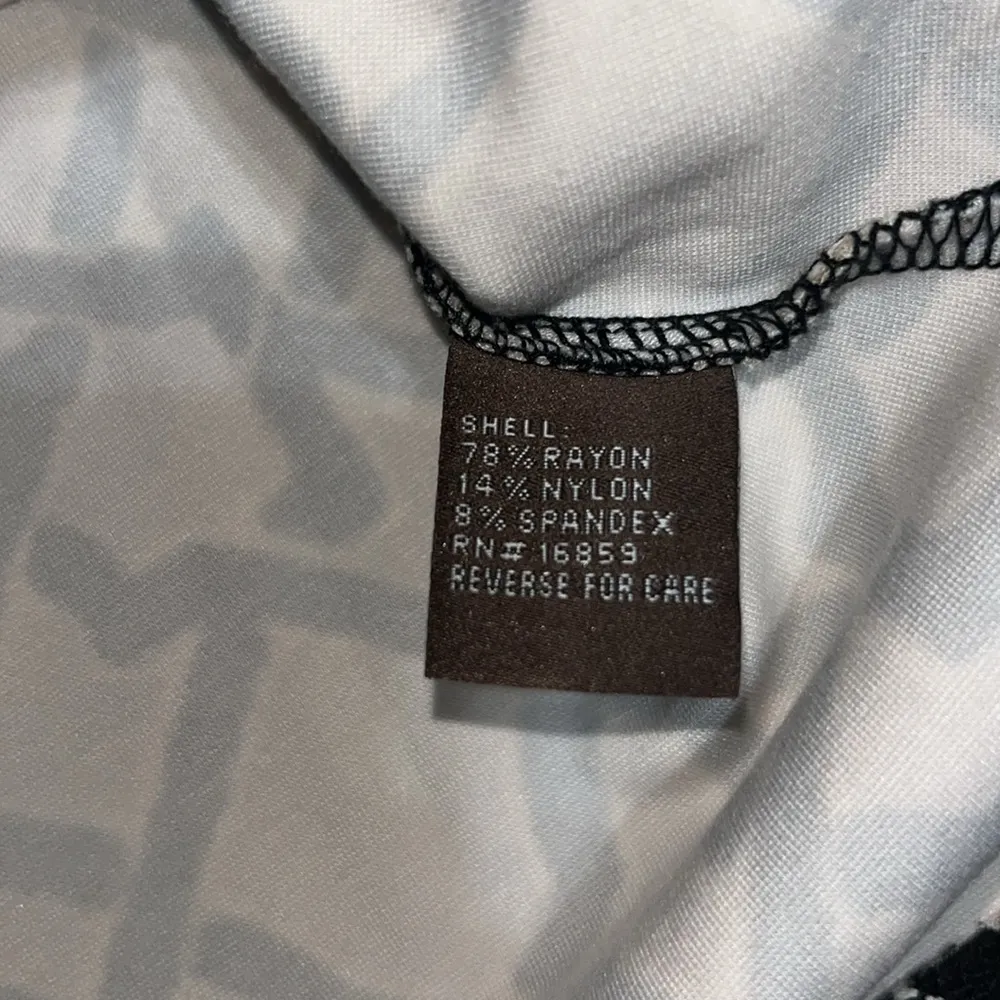 SHELL:
78% RAYON
14% NYLON
8% SPANDEX
RN# 16859
REVERSE FOR CARE